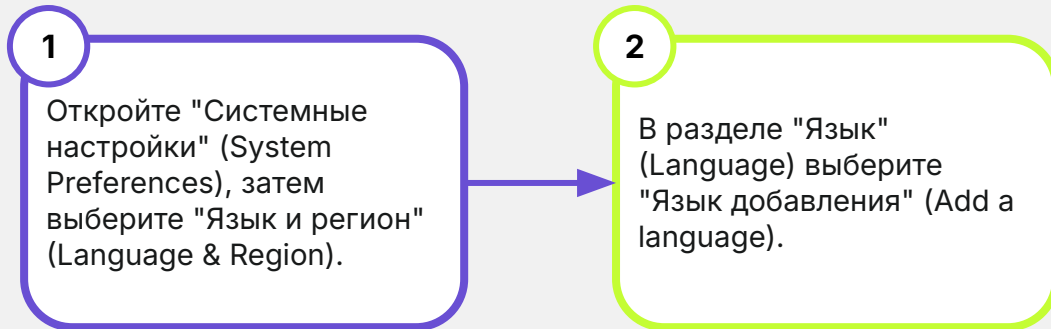 1
Откройте "Системные
настройки" (System
Preferences), затем
выберите "Язык и регион"
(Language & Region).
2
В разделе "Язык"
(Language) выберите
"Язык добавления" (Add a
language).